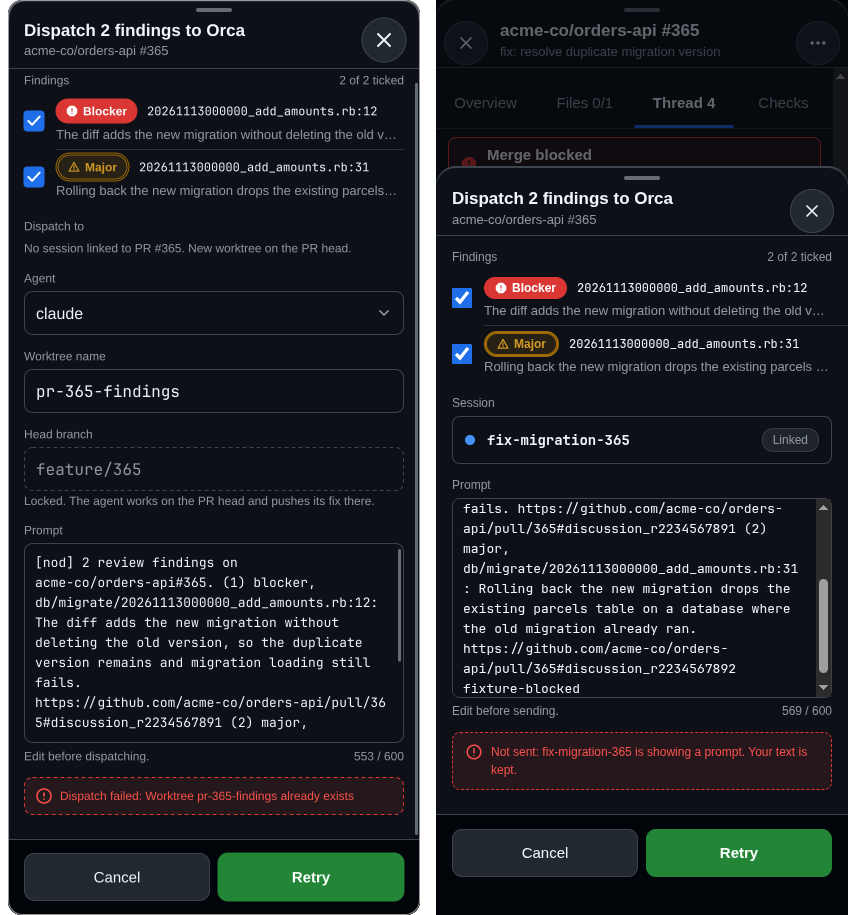 Dispatch 2 findings to Orca
acme-co/orders-api #365
Findings
2 of 2 ticked
Blocker
20261113000000_add_amounts.rb:12
The diff adds the new migration without deleting the old v…
Major
20261113000000_add_amounts.rb:31
Rolling back the new migration drops the existing parcels…
Dispatch to
No session linked to PR #365. New worktree on the PR head.
Agent
claude
Worktree name
pr-365-findings
Head branch
feature/365
Locked. The agent works on the PR head and pushes its fix there.
Prompt
[nod] 2 review findings on
acme-co/orders-api#365. (1) blocker,
db/migrate/20261113000000_add_amounts.rb:12:
The diff adds the new migration without
deleting the old version, so the duplicate
version remains and migration loading still
fails.
https://github.com/acme-co/orders-api/pull/36
5#discussion_r2234567891 (2) major,
Edit before dispatching.
553 / 600
Dispatch failed: Worktree pr-365-findings already exists
Cancel
Retry
acme-co/orders-api #365
fix: resolve duplicate migration version
Overview
Files 0/1
Thread 4
Checks
Merge blocked
Dispatch 2 findings to Orca
acme-co/orders-api #365
Findings
2 of 2 ticked
Blocker
20261113000000_add_amounts.rb:12
The diff adds the new migration without deleting the old v…
Major
20261113000000_add_amounts.rb:31
Rolling back the new migration drops the existing parcels …
Session
fix-migration-365
Linked
Prompt
fails. https://github.com/acme-co/orders-
api/pull/365#discussion_r2234567891 (2)
major,
db/migrate/20261113000000_add_amounts.rb:31
: Rolling back the new migration drops the
existing parcels table on a database where
the old migration already ran.
https://github.com/acme-co/orders-
api/pull/365#discussion_r2234567892
fixture-blocked
Edit before sending.
569 / 600
Not sent: fix-migration-365 is showing a prompt. Your text is
kept.
Cancel
Retry